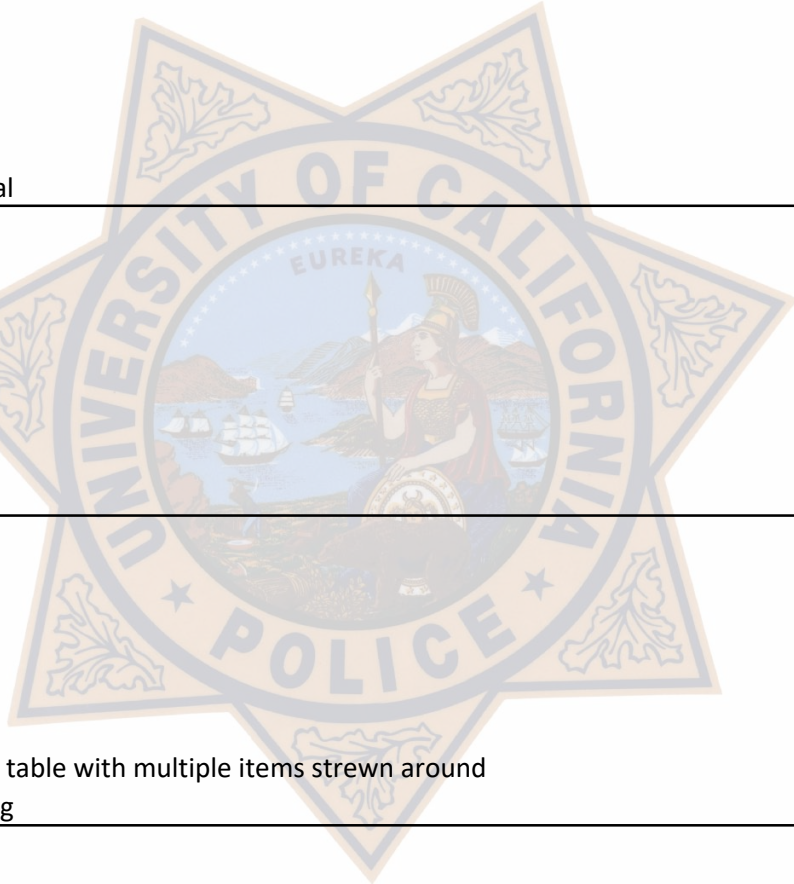 al
UNIVERSITY OF CALIFORNIA
EUREKA
POLICE
table with multiple items strewn around
g